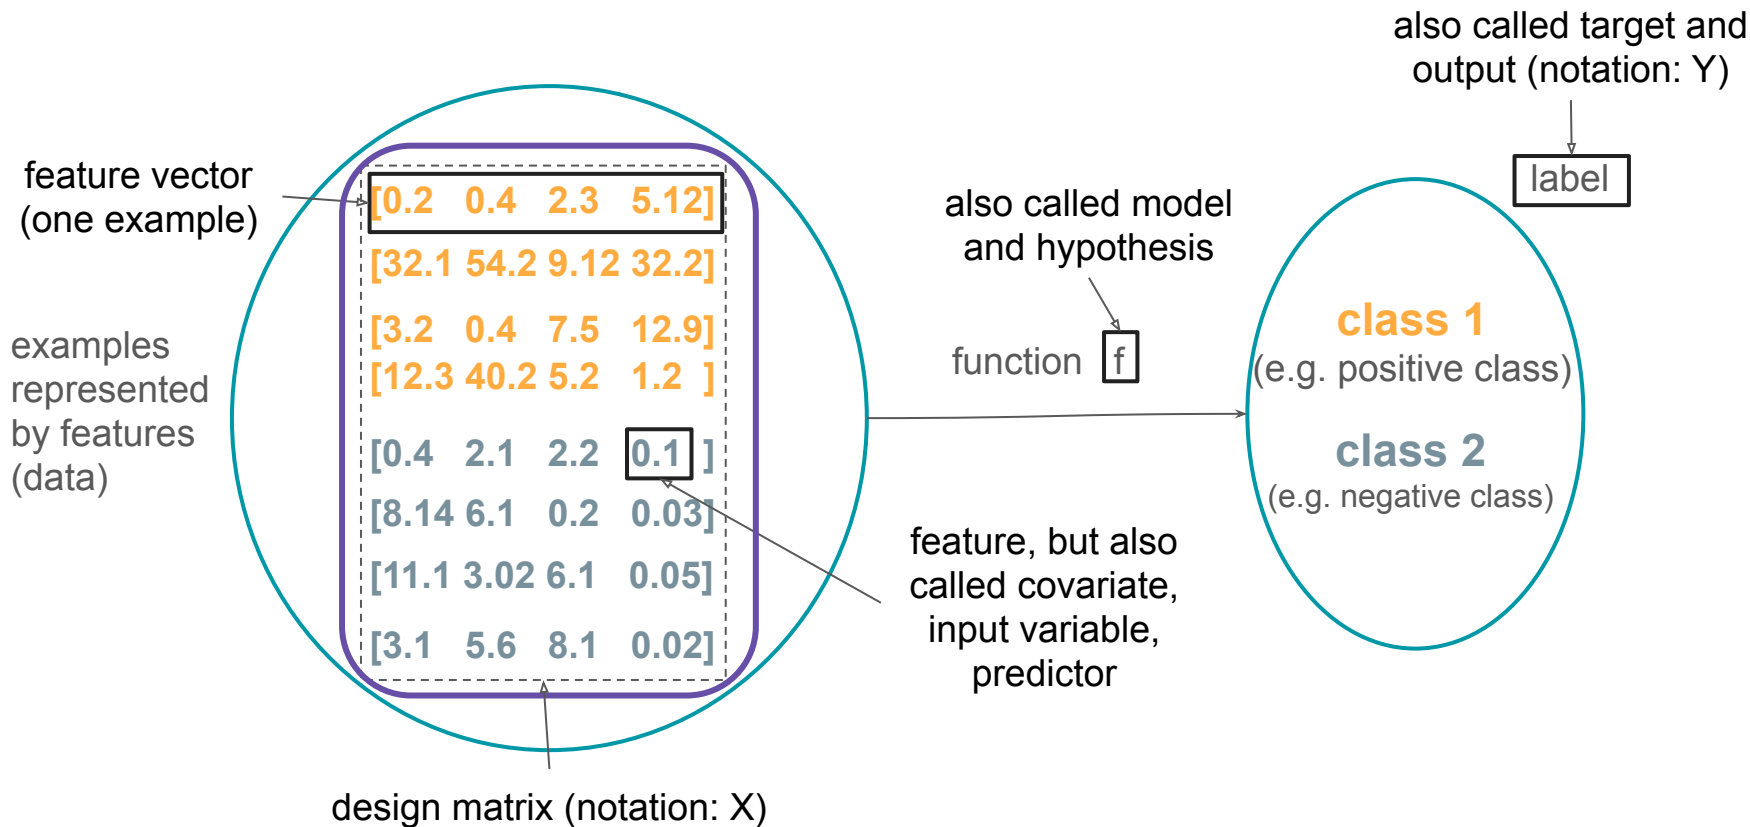 also called target and
output (notation: Y)
label
feature vector
(one example)
[0.2 0.4 2.3 5.12]
[32.1 54.2 9.12 32.2]
[3.2 0.4 7.5 12.9]
[12.3 40.2 5.2 1.2 ]
[0.4 2.1 2.2 0.1 ]
[8.14 6.1 0.2 0.03]
[11.1 3.02 6.1 0.05]
[3.1 5.6 8.1 0.02]
examples
represented
by features
(data)
also called model
and hypothesis
function f
class 1
(e.g. positive class)
class 2
(e.g. negative class)
feature, but also
called covariate,
input variable,
predictor
design matrix (notation: X)